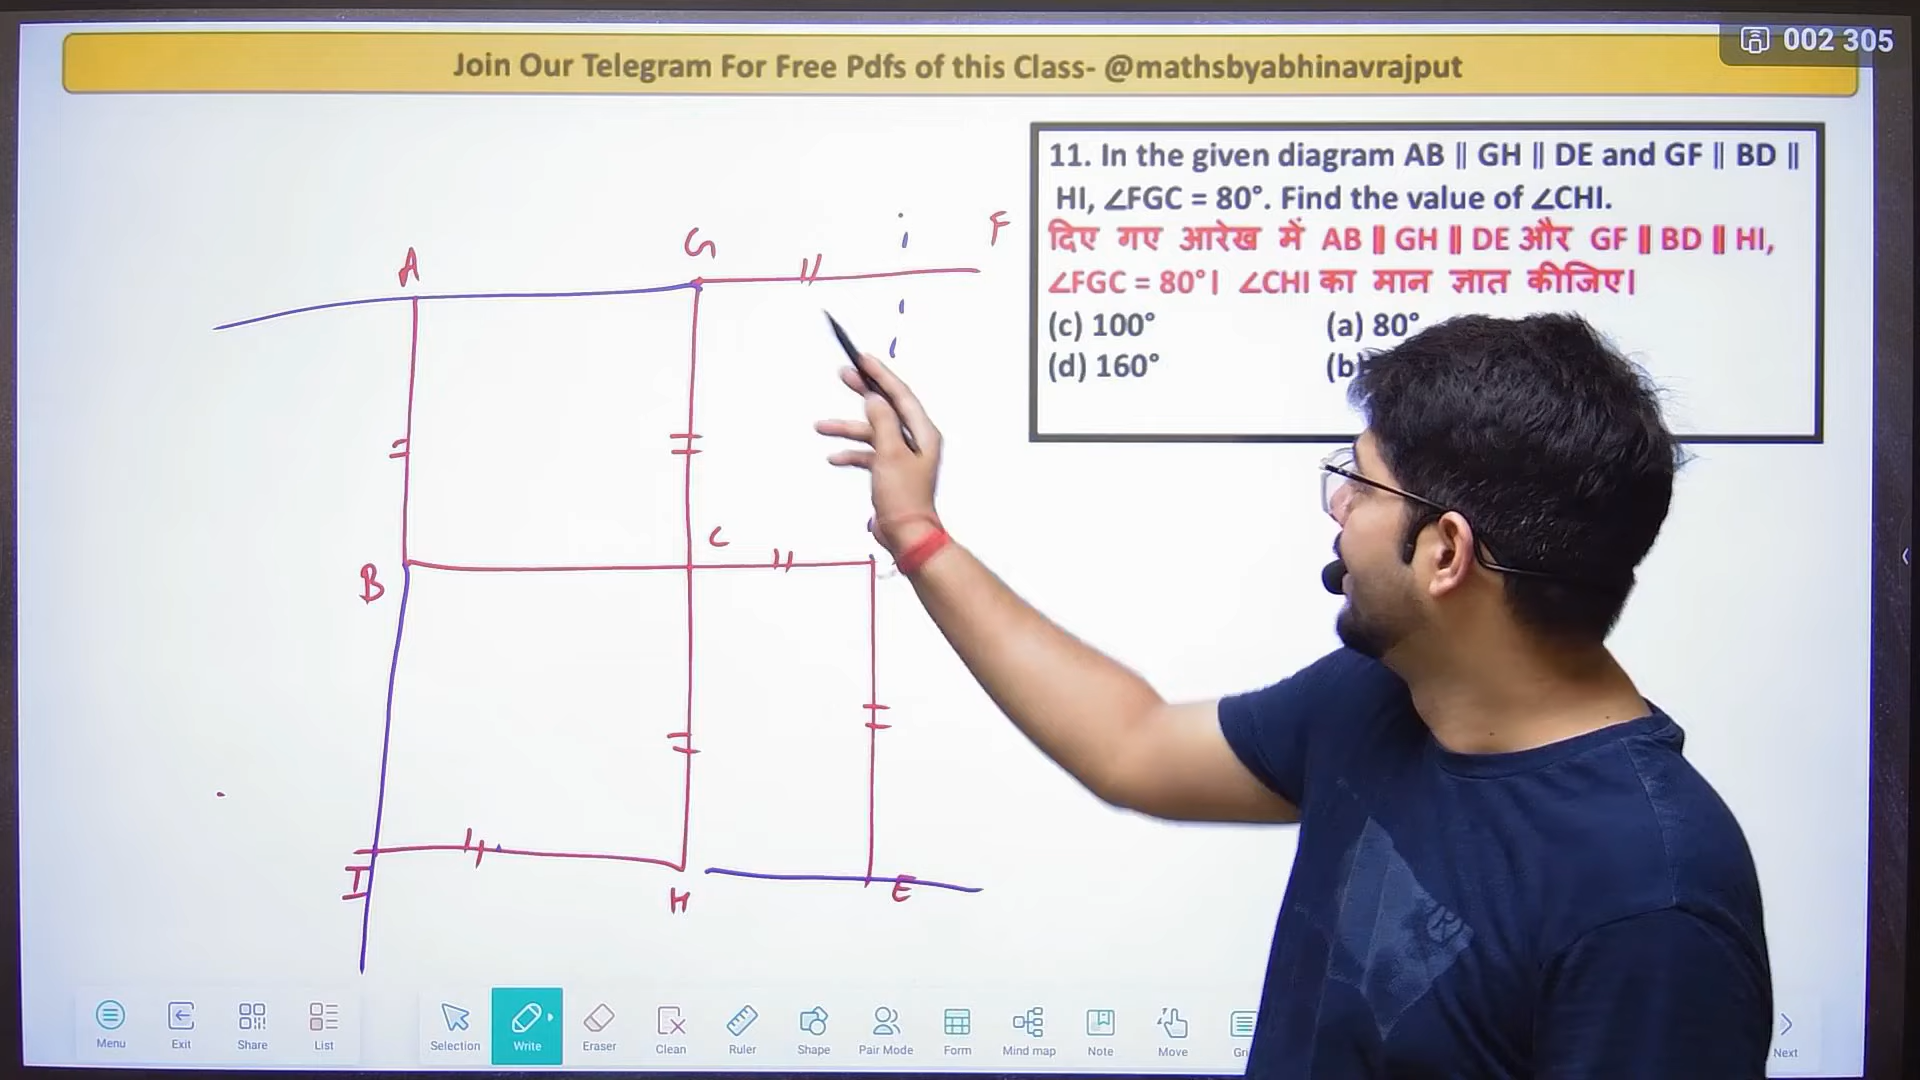 002 305
Join Our Telegram For Free Pdfs of this Class- @mathsbyabhinavrajput
11. In the given diagram AB || GH || DE and GF || BD ||
HI, ∠FGC = 80°. Find the value of ∠CHI.
दिए गए आरेख में AB || GH || DE और GF || BD || HI,
∠FGC = 80°। ∠CHI का मान ज्ञात कीजिए।
(c) 100° (a) 80°
(d) 160° (b)
A G F
B C
I H E
Menu Exit Share List Selection Write Eraser Clean Ruler Shape Pair Mode Form Mind map Note Move Next